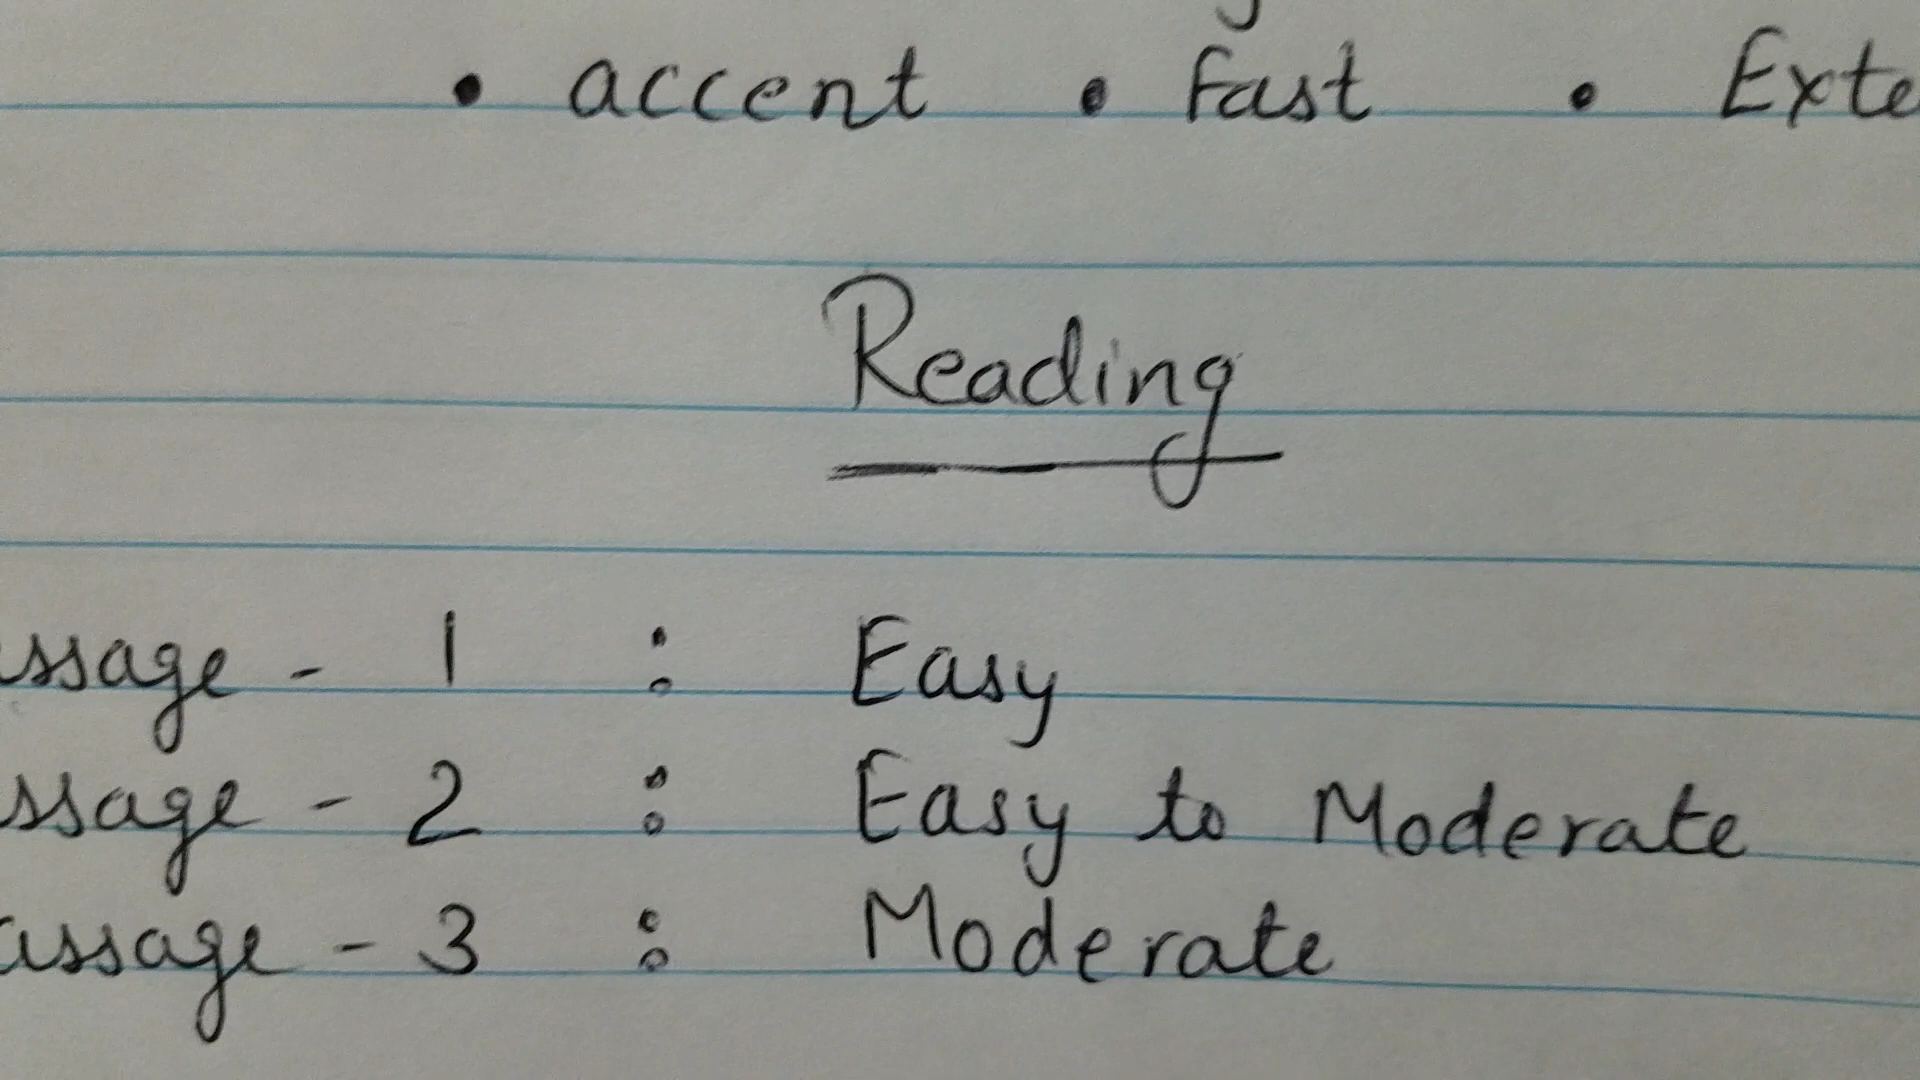 • accent • Fast • Exte
Reading
ssage - 1 : Easy
ssage - 2 : Easy to Moderate
assage - 3 : Moderate